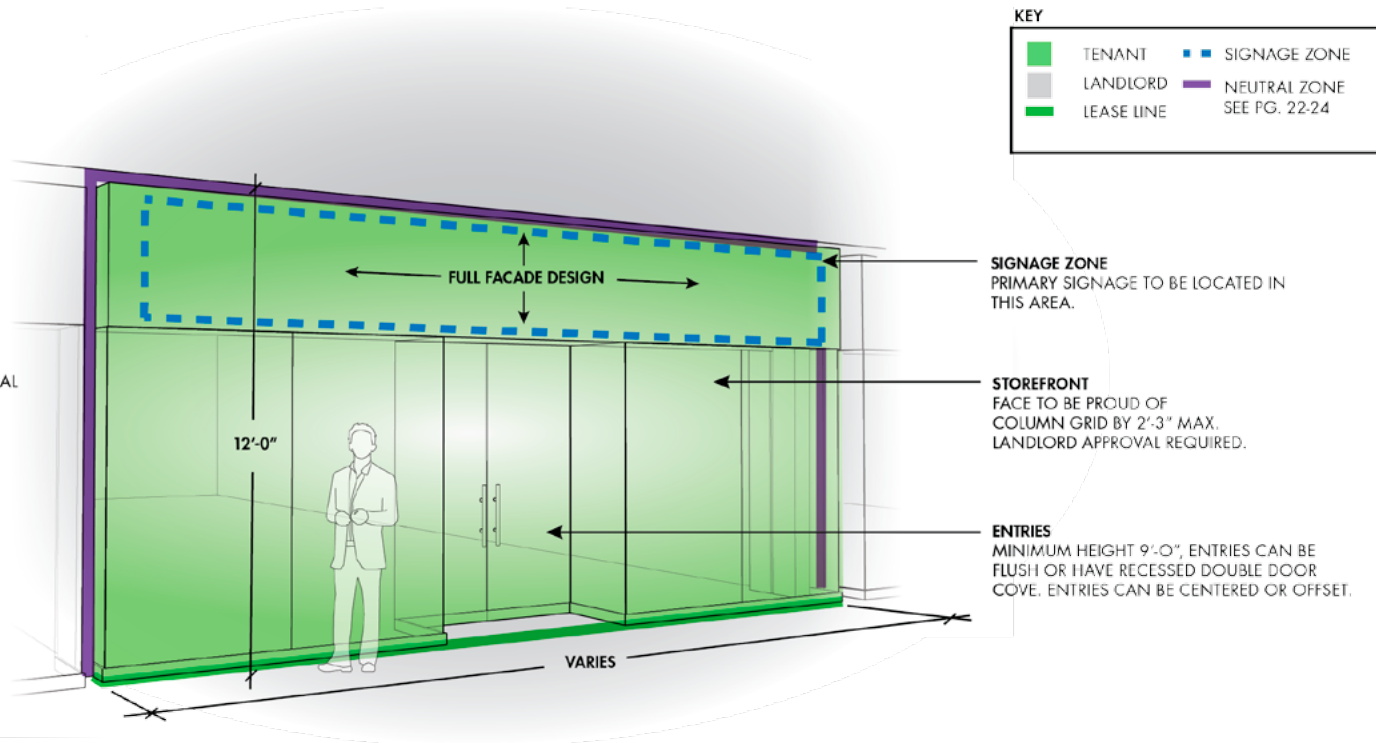 KEY
TENANT
LANDLORD
LEASE LINE
SIGNAGE ZONE
NEUTRAL ZONE
SEE PG. 22-24
FULL FACADE DESIGN
SIGNAGE ZONE
PRIMARY SIGNAGE TO BE LOCATED IN
THIS AREA.
AL
12'-0"
STOREFRONT
FACE TO BE PROUD OF
COLUMN GRID BY 2'-3" MAX.
LANDLORD APPROVAL REQUIRED.
ENTRIES
MINIMUM HEIGHT 9'-0", ENTRIES CAN BE
FLUSH OR HAVE RECESSED DOUBLE DOOR
COVE. ENTRIES CAN BE CENTERED OR OFFSET.
VARIES